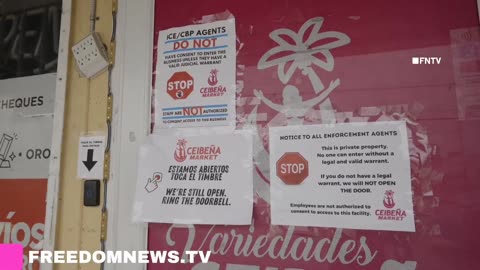 iCE/CBP AGENTS
DO NOT
HAVE CONSENT TO ENTER
THE BUSINESS UNLESS
THEY HAVE A
VALID JUDICIAL WARRANT
STOP
CEIBEÑA
MARKET
STAFF ARE NOT AUTHORIZED
TO CONSENT ACCESS TO THIS BUSINESS
FNTV
CHEQUES
ORO
CEIBEÑA
MARKET
ESTAMOS ABIERTOS
TOCA EL TIMBRE
WE'RE STILL OPEN,
RING THE DOORBELL
NOTICE TO ALL ENFORCEMENT AGENTS
STOP
This is private property.
No one can enter without a
legal and valid warrant.
If you do not have a legal
warrant, we will NOT OPEN
THE DOOR.
Employees are not authorized to
consent to access to this facility.
CEIBEÑA
MARKET
Variedades
FREEDOMNEWS.TV